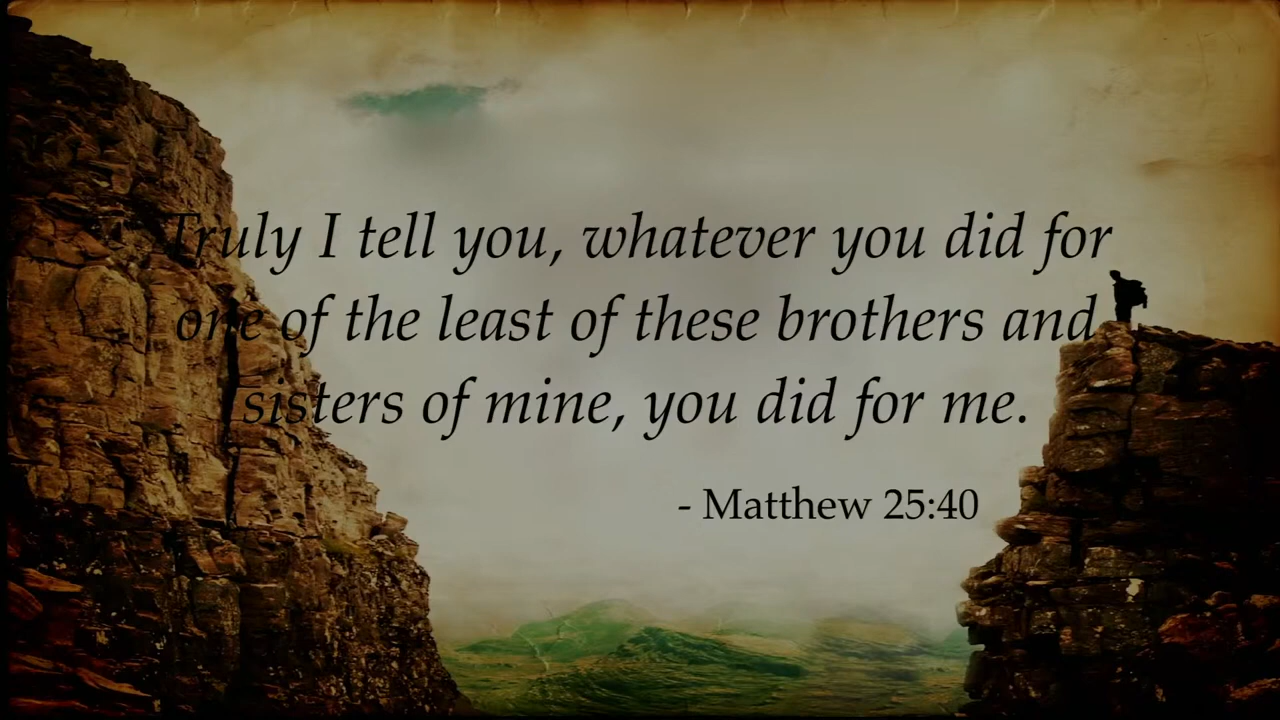 Truly I tell you, whatever you did for
one of the least of these brothers and
sisters of mine, you did for me.
- Matthew 25:40